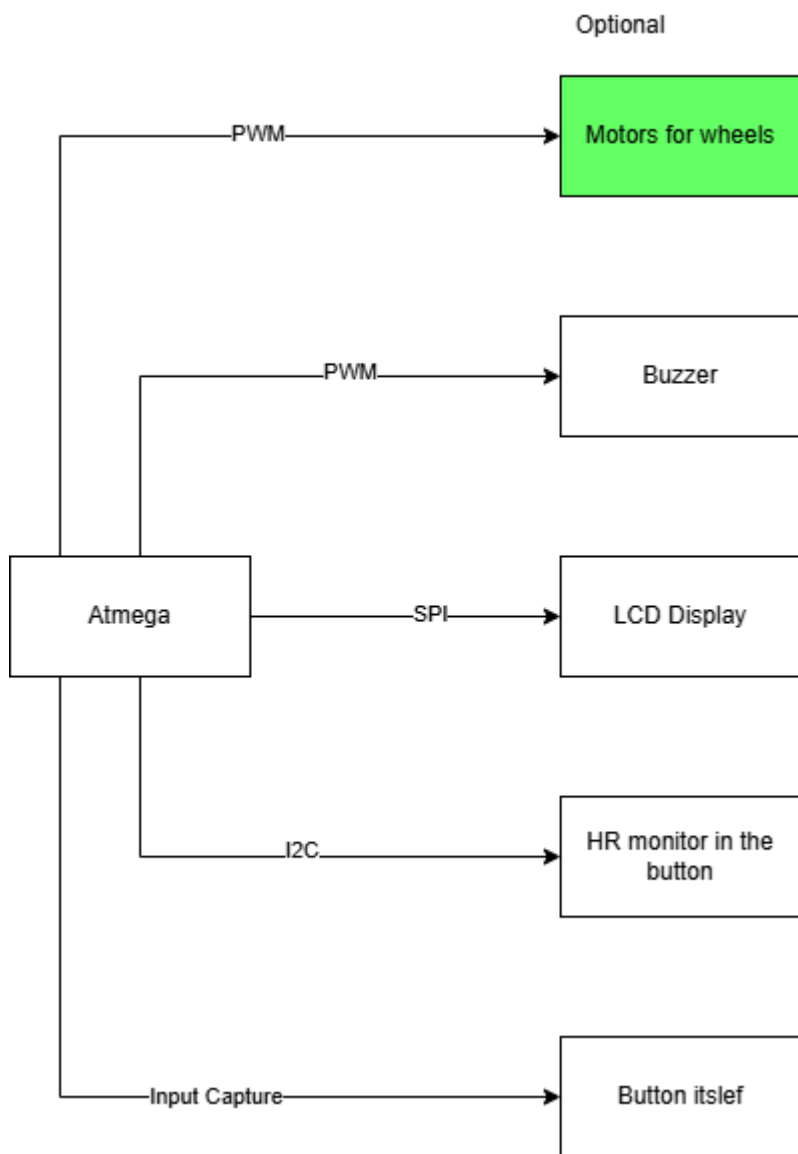 Optional
PWM
Motors for wheels
PWM
Buzzer
Atmega
SPI
LCD Display
I2C
HR monitor in the
button
Input Capture
Button itslef